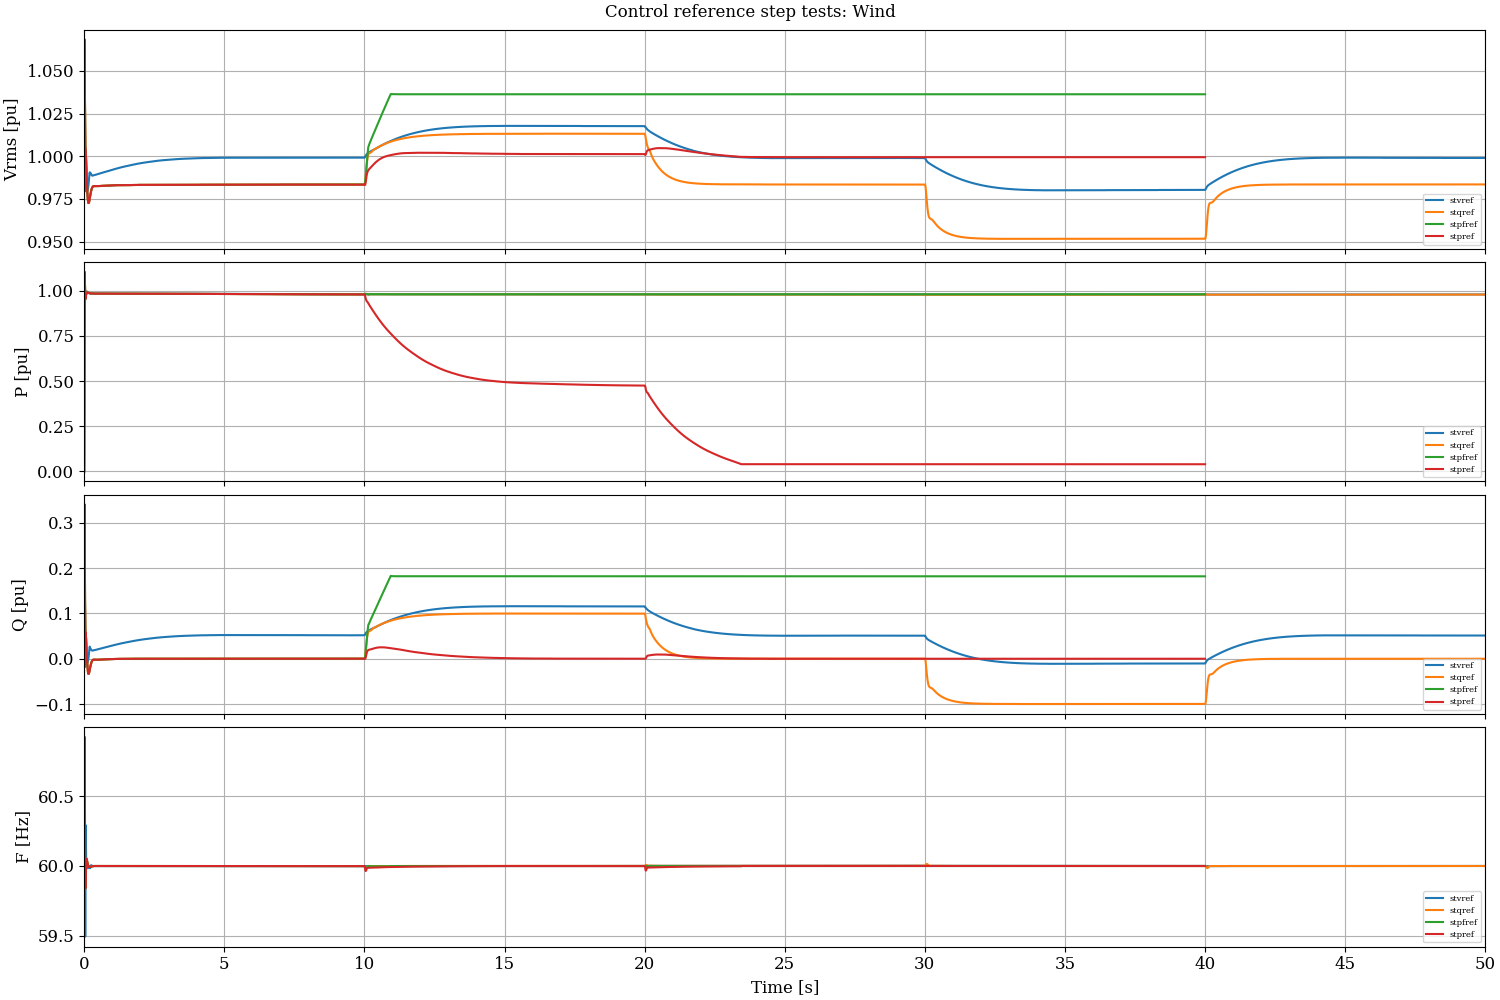 Control reference step tests: Wind
Vrms [pu]
1.050
1.025
1.000
0.975
0.950
stvref
stqref
stpfref
stpref
P [pu]
1.00
0.75
0.50
0.25
0.00
stvref
stqref
stpfref
stpref
Q [pu]
0.3
0.2
0.1
0.0
−0.1
stvref
stqref
stpfref
stpref
F [Hz]
60.5
60.0
59.5
stvref
stqref
stpfref
stpref
0 5 10 15 20 25 30 35 40 45 50
Time [s]